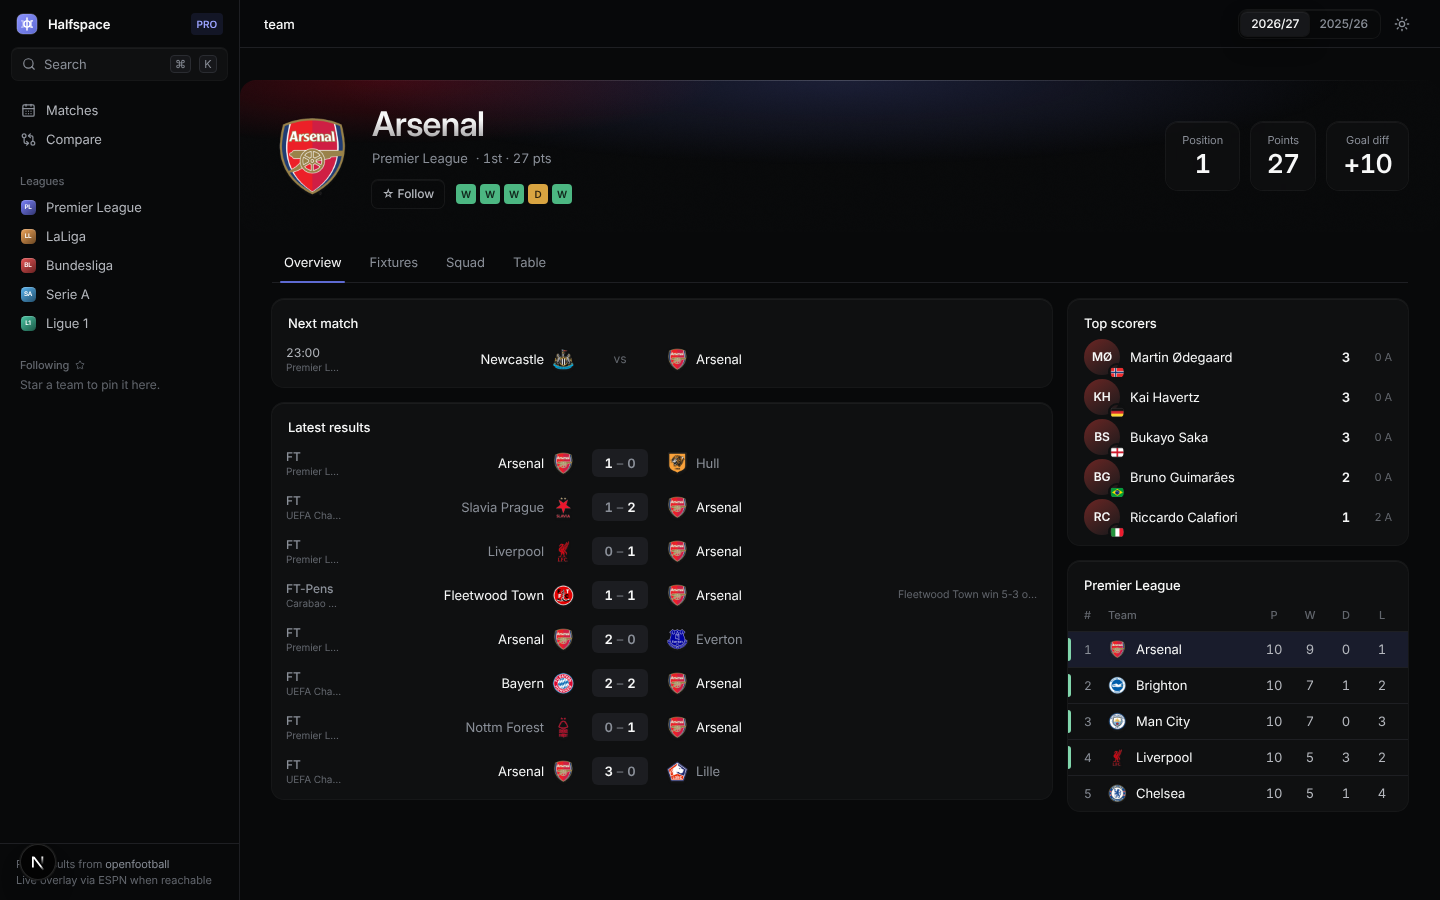 Halfspace PRO
Search ⌘ K
Matches
Compare
Leagues
PL Premier League
LL LaLiga
BL Bundesliga
SA Serie A
L1 Ligue 1
Following ☆
Star a team to pin it here.
N ults from openfootball
Live overlay via ESPN when reachable
team
2026/27 2025/26
Arsenal
Arsenal
Premier League · 1st · 27 pts
☆ Follow W W W D W
Position
1
Points
27
Goal diff
+10
Overview Fixtures Squad Table
Next match
23:00
Premier L...
Newcastle vs Arsenal
Latest results
FT
Premier L...
Arsenal 1 – 0 Hull
FT
UEFA Cha...
Slavia Prague 1 – 2 Arsenal
FT
Premier L...
Liverpool 0 – 1 Arsenal
FT-Pens
Carabao ...
Fleetwood Town 1 – 1 Arsenal Fleetwood Town win 5-3 o...
FT
Premier L...
Arsenal 2 – 0 Everton
FT
UEFA Cha...
Bayern 2 – 2 Arsenal
FT
Premier L...
Nottm Forest 0 – 1 Arsenal
FT
UEFA Cha...
Arsenal 3 – 0 Lille
Top scorers
MØ Martin Ødegaard 3 0 A
KH Kai Havertz 3 0 A
BS Bukayo Saka 3 0 A
BG Bruno Guimarães 2 0 A
RC Riccardo Calafiori 1 2 A
Premier League
# Team P W D L
1 Arsenal 10 9 0 1
2 Brighton 10 7 1 2
3 Man City 10 7 0 3
4 Liverpool 10 5 3 2
5 Chelsea 10 5 1 4